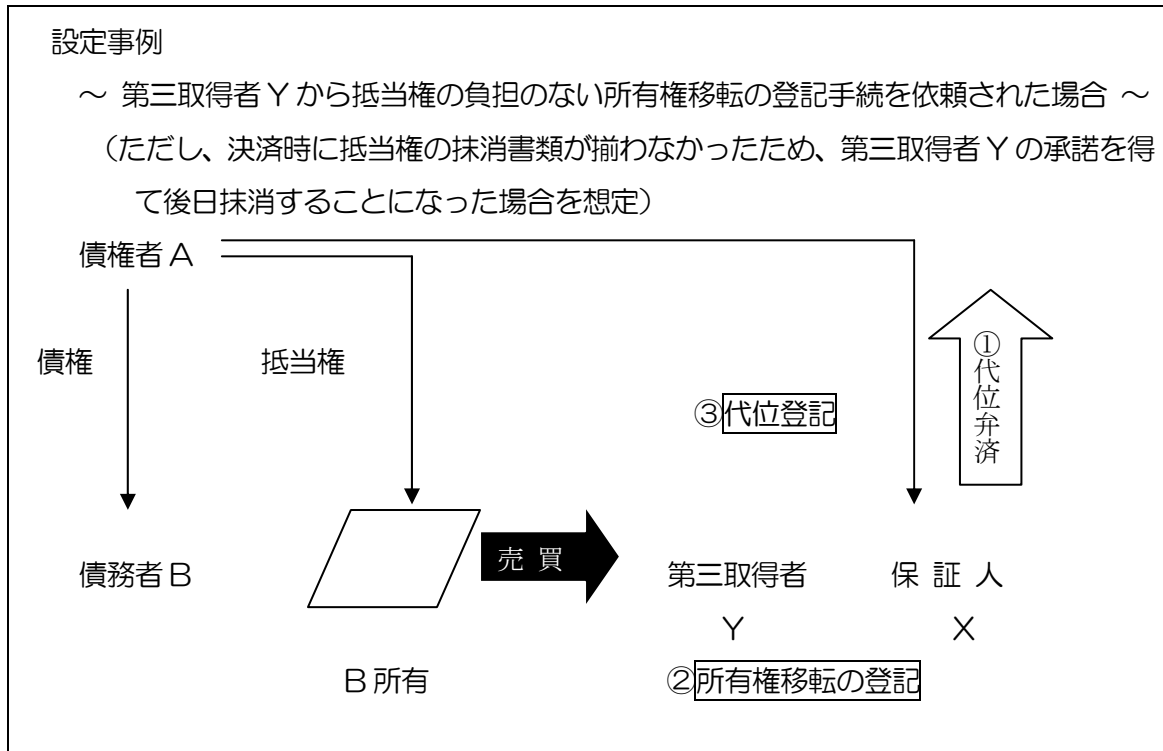 設定事例
～ 第三取得者Yから抵当権の負担のない所有権移転の登記手続を依頼された場合 ～
（ただし、決済時に抵当権の抹消書類が揃わなかったため、第三取得者Yの承諾を得
て後日抹消することになった場合を想定）
債権者A
債権
抵当権
①代位弁済
③代位登記
売 買
債務者B
第三取得者
保 証 人
Y
X
B所有
②所有権移転の登記